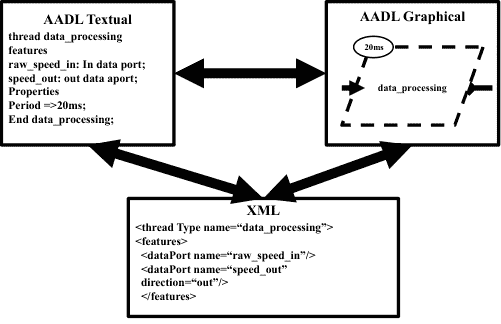 AADL Textual
thread data_processing
features
raw_speed_in: In data port;
speed_out: out data aport;
Properties
Period =>20ms;
End data_processing;
AADL Graphical
20ms
data_processing
XML
<thread Type name=“data_processing”>
<features>
<dataPort name=“raw_speed_in”/>
<dataPort name=“speed_out”
direction=“out”/>
</features>